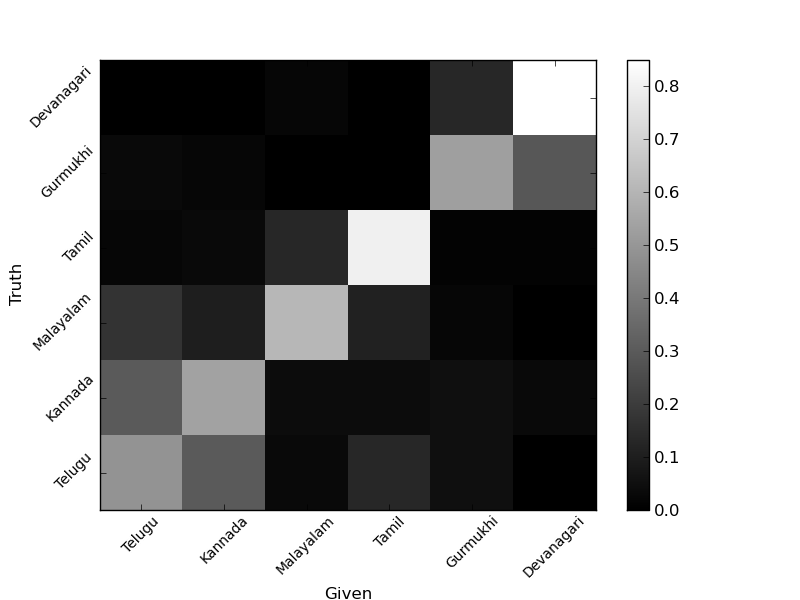 Devanagari
Gurmukhi
Tamil
Malayalam
Kannada
Telugu
Truth
Telugu
Kannada
Malayalam
Tamil
Gurmukhi
Devanagari
Given
0.8
0.7
0.6
0.5
0.4
0.3
0.2
0.1
0.0